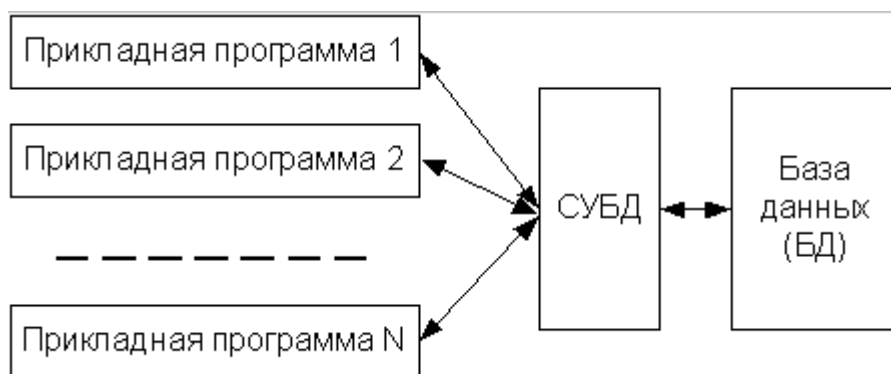 Прикладная программа 1
Прикладная программа 2
Прикладная программа N
СУБД
База
данных
(БД)